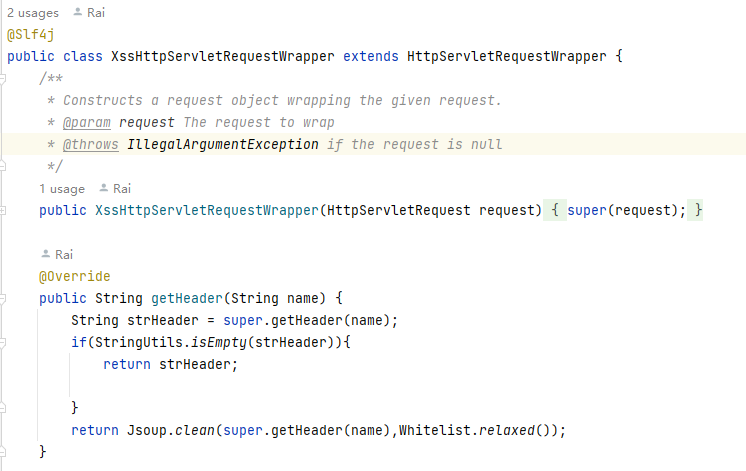 2 usages Rai
@Slf4j
public class XssHttpServletRequestWrapper extends HttpServletRequestWrapper {
/**
* Constructs a request object wrapping the given request.
* @param request The request to wrap
* @throws IllegalArgumentException if the request is null
*/
1 usage Rai
public XssHttpServletRequestWrapper(HttpServletRequest request) { super(request); }
Rai
@Override
public String getHeader(String name) {
String strHeader = super.getHeader(name);
if(StringUtils.isEmpty(strHeader)){
return strHeader;
}
return Jsoup.clean(super.getHeader(name),Whitelist.relaxed());
}